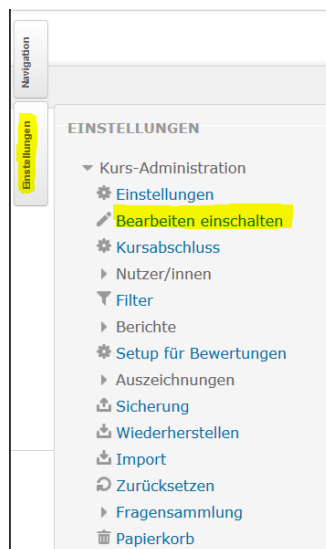 Navigation
Einstellungen
EINSTELLUNGEN
Kurs-Administration
Einstellungen
Bearbeiten einschalten
Kursabschluss
Nutzer/innen
Filter
Berichte
Setup für Bewertungen
Auszeichnungen
Sicherung
Wiederherstellen
Import
Zurücksetzen
Fragensammlung
Papierkorb